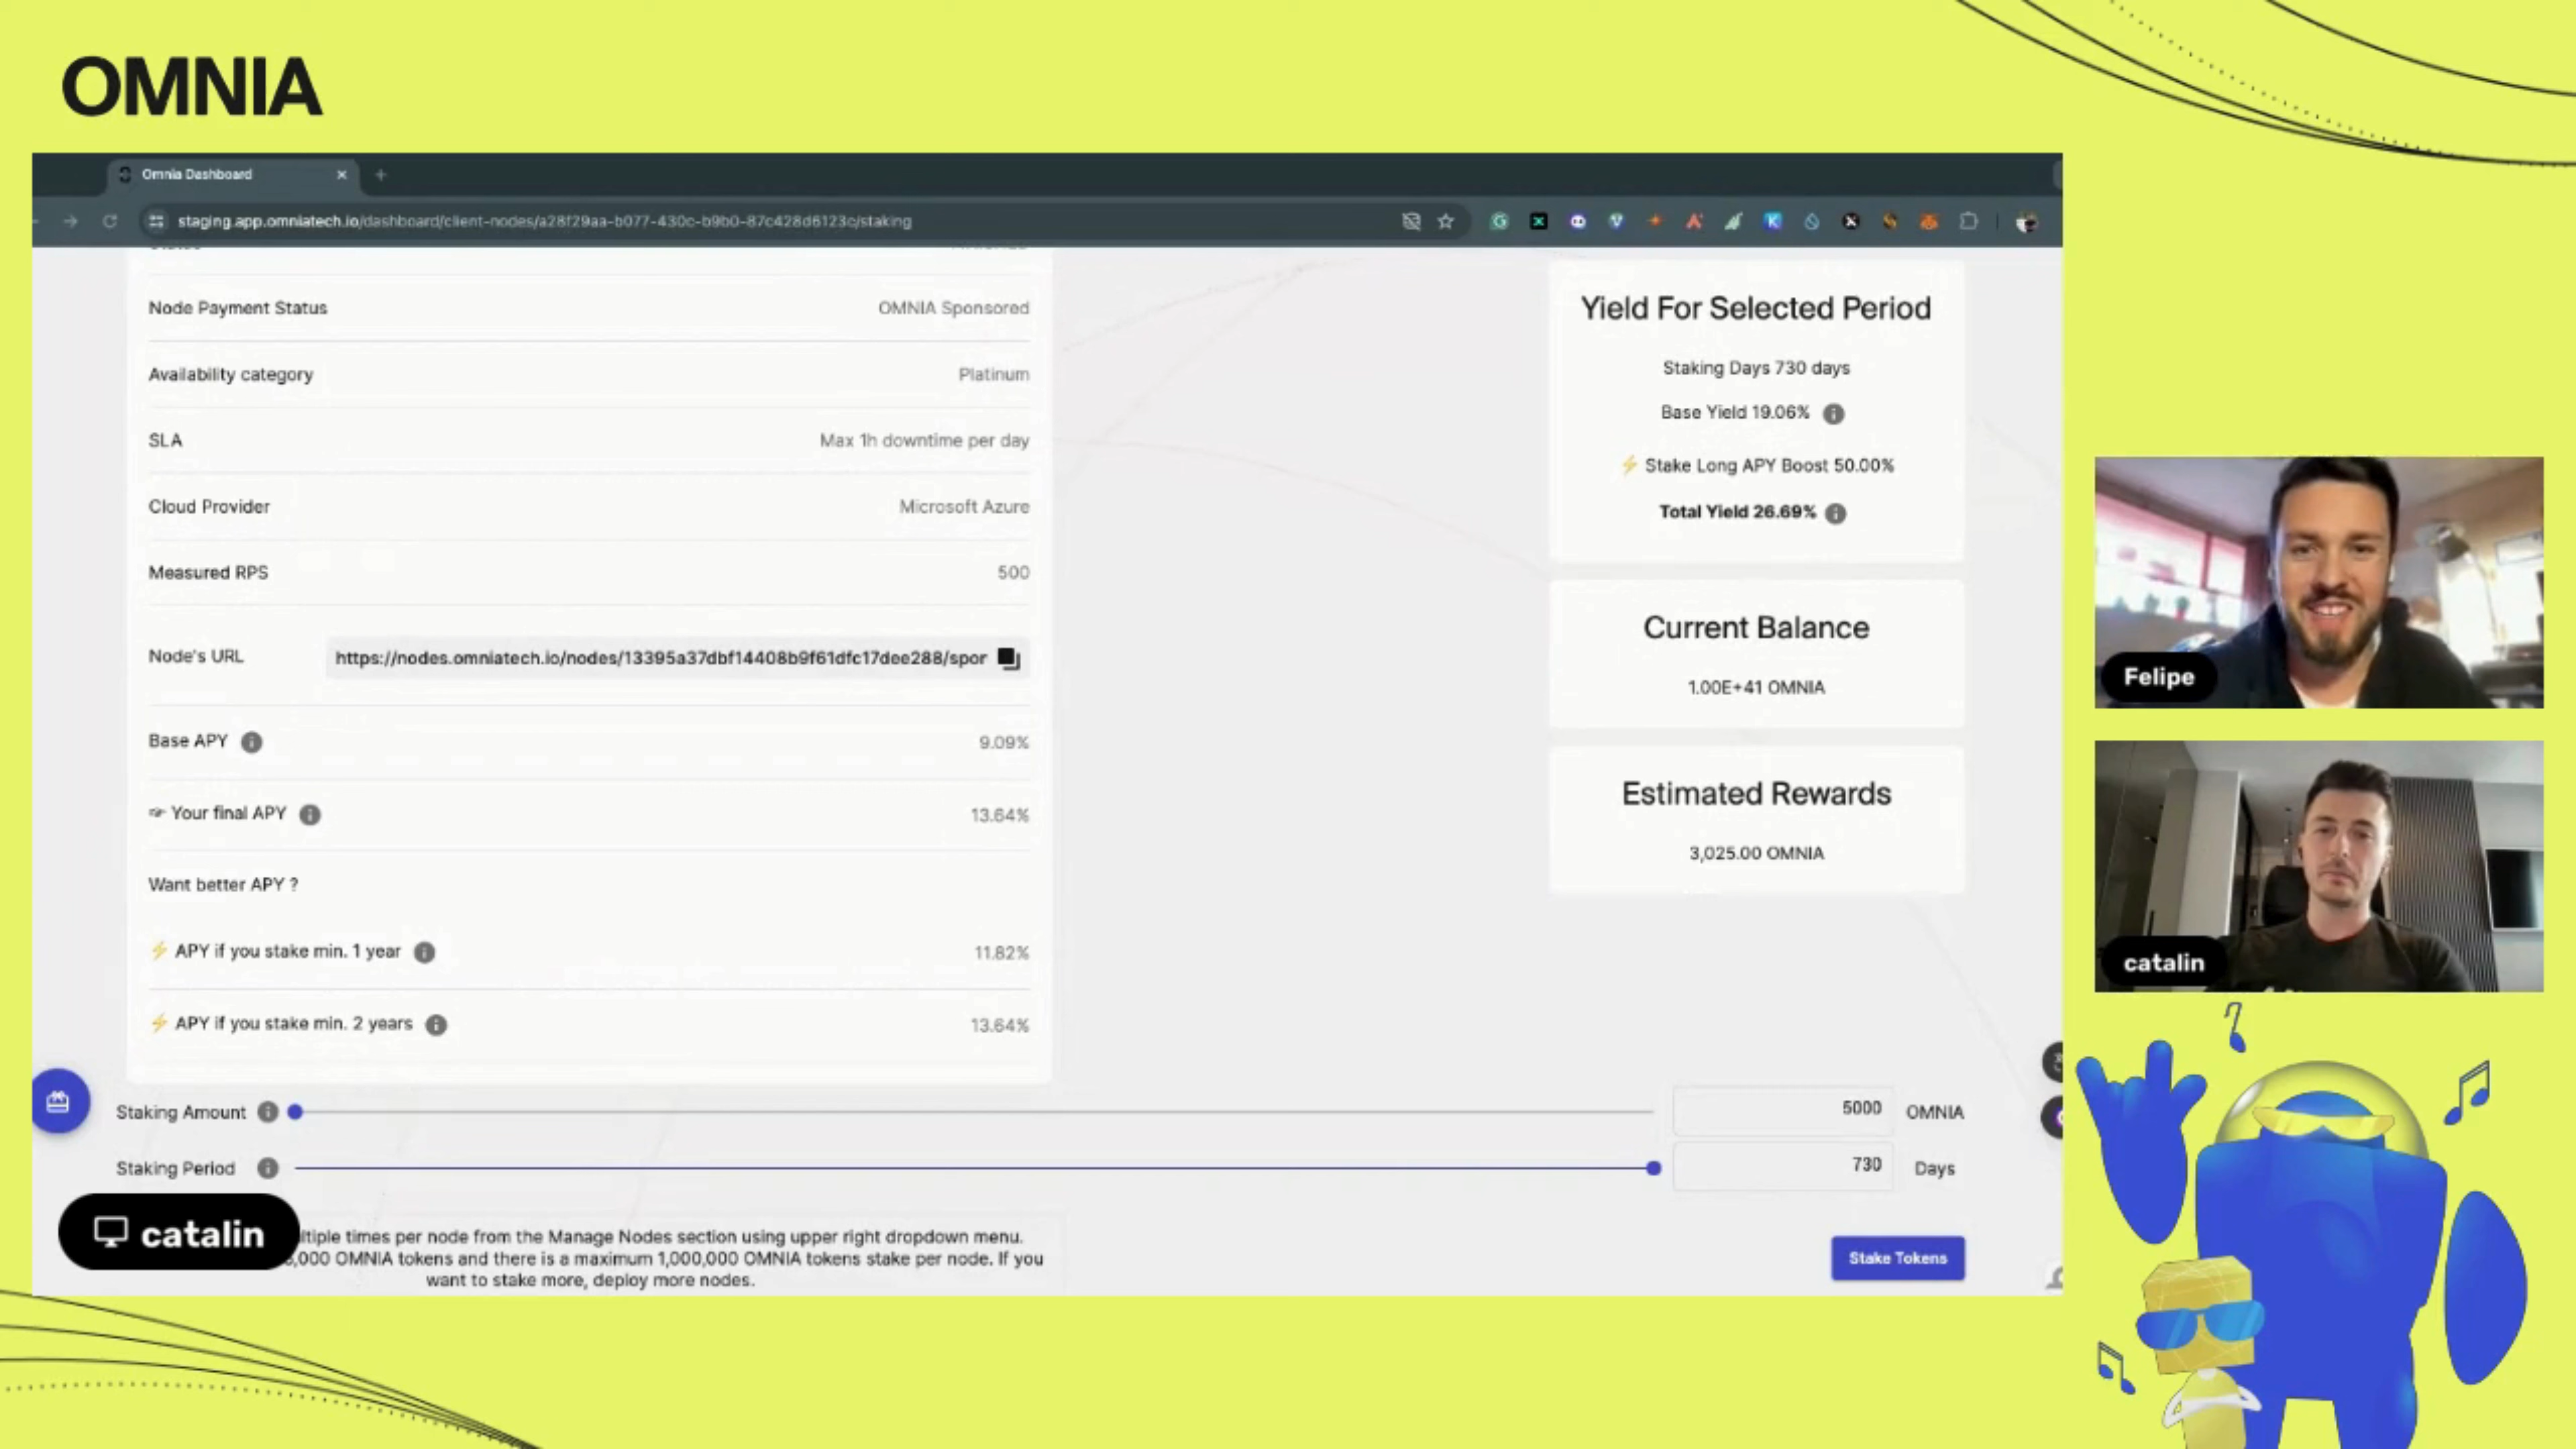 OMNIA
Omnia Dashboard
staging.app.omniatech.io/dashboard/client-nodes/a28f29aa-b077-430c-b9b0-87c428d6123c/staking
Node Payment Status OMNIA Sponsored
Availability category Platinum
SLA Max 1h downtime per day
Cloud Provider Microsoft Azure
Measured RPS 500
Node's URL https://nodes.omniatech.io/nodes/13395a37dbf14408b9f61dfc17dee288/spor
Base APY 9.09%
Your final APY 13.64%
Want better APY ?
⚡ APY if you stake min. 1 year 11.82%
⚡ APY if you stake min. 2 years 13.64%
Yield For Selected Period
Staking Days 730 days
Base Yield 19.06%
⚡ Stake Long APY Boost 50.00%
Total Yield 26.69%
Current Balance
1.00E+41 OMNIA
Estimated Rewards
3,025.00 OMNIA
Staking Amount 5000 OMNIA
Staking Period 730 Days
times per node from the Manage Nodes section using upper right dropdown menu.
OMNIA tokens and there is a maximum 1,000,000 OMNIA tokens stake per node. If you
want to stake more, deploy more nodes.
Stake Tokens
catalin
Felipe
catalin